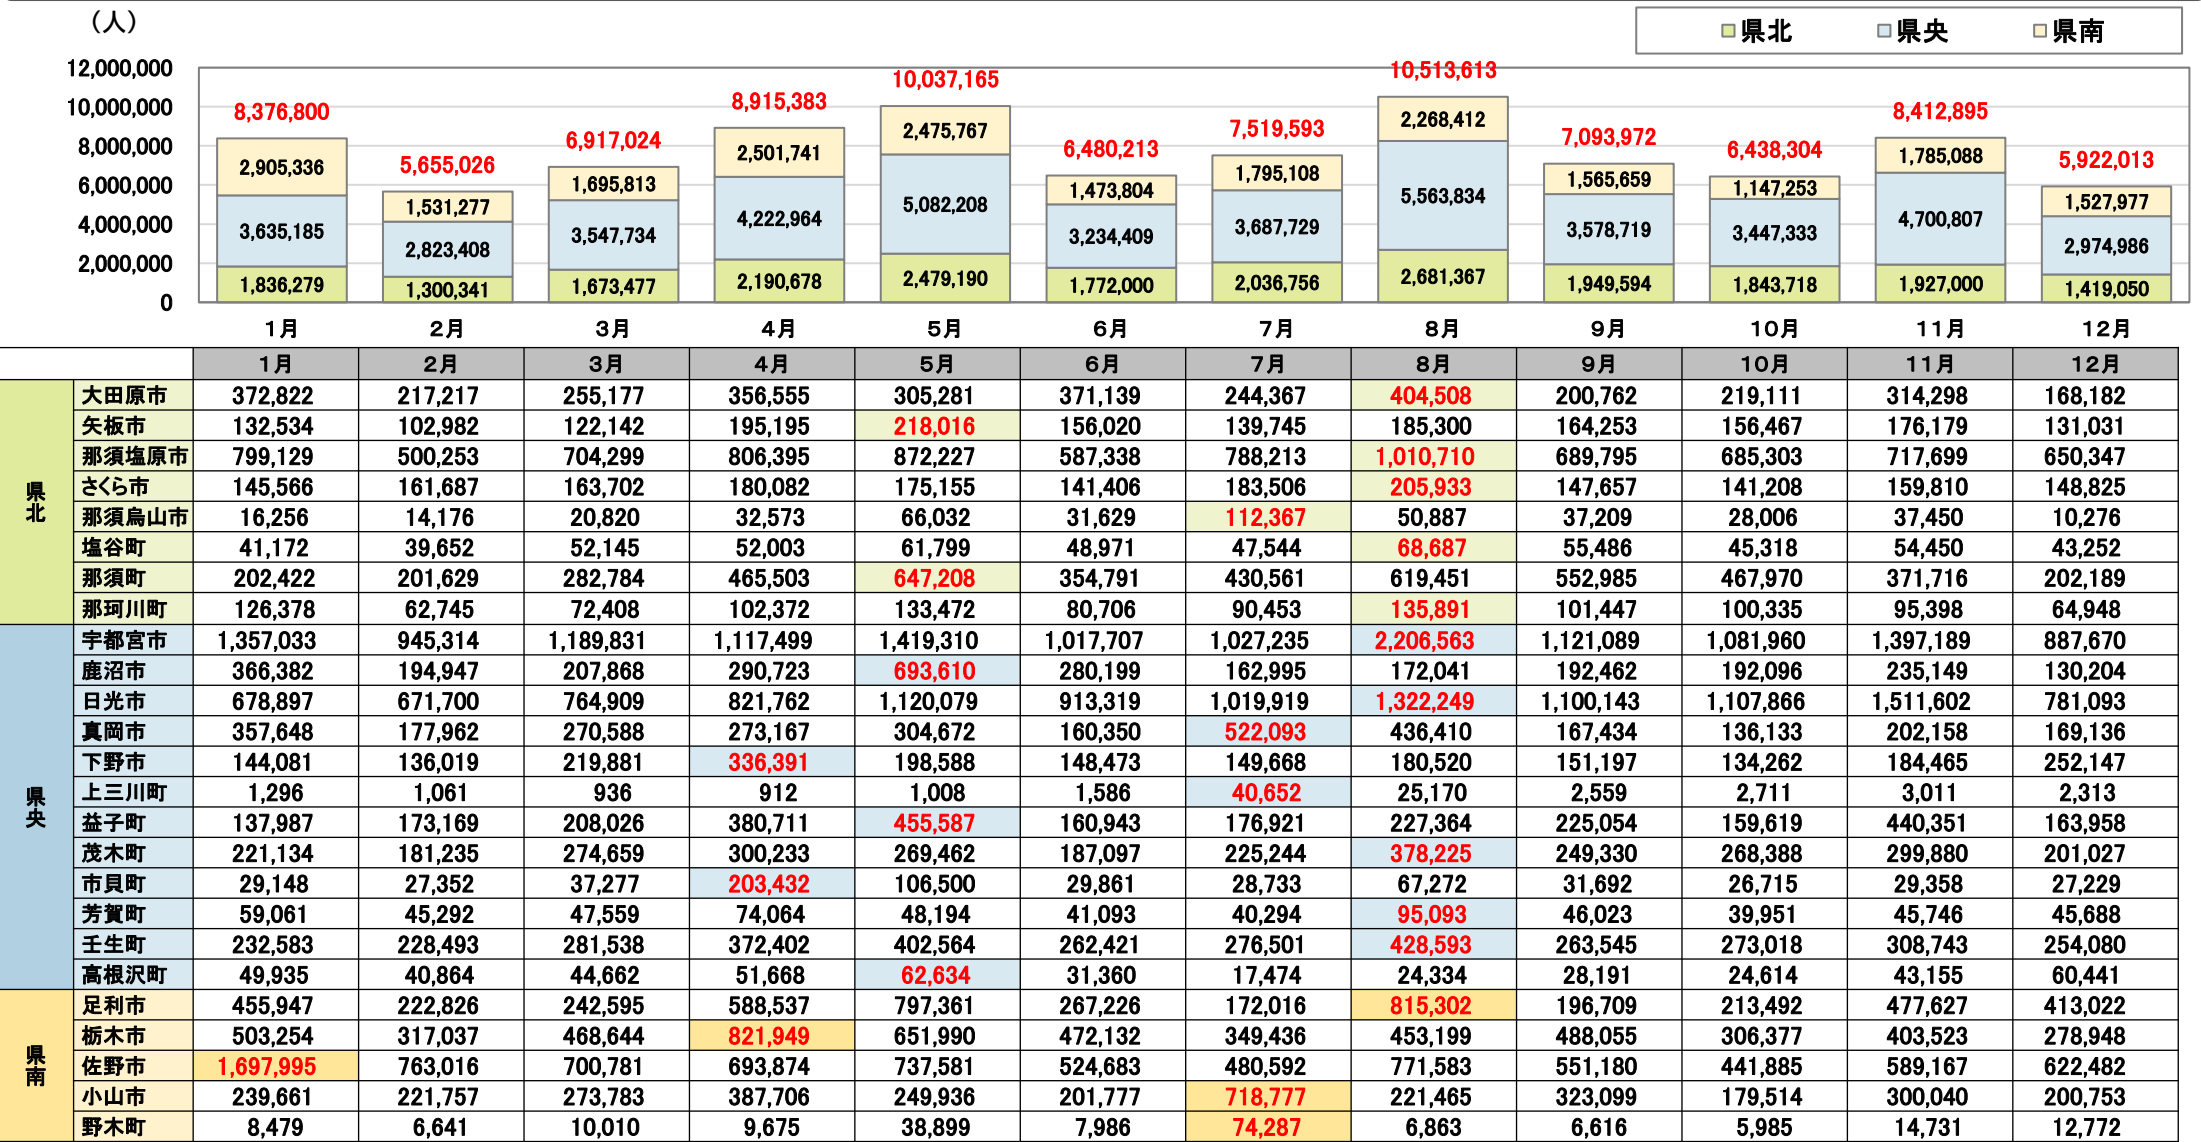 （人）
県北 県央 県南
12,000,000
10,000,000
8,000,000
6,000,000
4,000,000
2,000,000
0
8,376,800 5,655,026 6,917,024 8,915,383 10,037,165 6,480,213 7,519,593 10,513,613 7,093,972 6,438,304 8,412,895 5,922,013
2,905,336 1,531,277 1,695,813 2,501,741 2,475,767 1,473,804 1,795,108 2,268,412 1,565,659 1,147,253 1,785,088 1,527,977
3,635,185 2,823,408 3,547,734 4,222,964 5,082,208 3,234,409 3,687,729 5,563,834 3,578,719 3,447,333 4,700,807 2,974,986
1,836,279 1,300,341 1,673,477 2,190,678 2,479,190 1,772,000 2,036,756 2,681,367 1,949,594 1,843,718 1,927,000 1,419,050
1月 2月 3月 4月 5月 6月 7月 8月 9月 10月 11月 12月
1月 2月 3月 4月 5月 6月 7月 8月 9月 10月 11月 12月
県北
大田原市 372,822 217,217 255,177 356,555 305,281 371,139 244,367 404,508 200,762 219,111 314,298 168,182
矢板市 132,534 102,982 122,142 195,195 218,016 156,020 139,745 185,300 164,253 156,467 176,179 131,031
那須塩原市 799,129 500,253 704,299 806,395 872,227 587,338 788,213 1,010,710 689,795 685,303 717,699 650,347
さくら市 145,566 161,687 163,702 180,082 175,155 141,406 183,506 205,933 147,657 141,208 159,810 148,825
那須烏山市 16,256 14,176 20,820 32,573 66,032 31,629 112,367 50,887 37,209 28,006 37,450 10,276
塩谷町 41,172 39,652 52,145 52,003 61,799 48,971 47,544 68,687 55,486 45,318 54,450 43,252
那須町 202,422 201,629 282,784 465,503 647,208 354,791 430,561 619,451 552,985 467,970 371,716 202,189
那珂川町 126,378 62,745 72,408 102,372 133,472 80,706 90,453 135,891 101,447 100,335 95,398 64,948
県央
宇都宮市 1,357,033 945,314 1,189,831 1,117,499 1,419,310 1,017,707 1,027,235 2,206,563 1,121,089 1,081,960 1,397,189 887,670
鹿沼市 366,382 194,947 207,868 290,723 693,610 280,199 162,995 172,041 192,462 192,096 235,149 130,204
日光市 678,897 671,700 764,909 821,762 1,120,079 913,319 1,019,919 1,322,249 1,100,143 1,107,866 1,511,602 781,093
真岡市 357,648 177,962 270,588 273,167 304,672 160,350 522,093 436,410 167,434 136,133 202,158 169,136
下野市 144,081 136,019 219,881 336,391 198,588 148,473 149,668 180,520 151,197 134,262 184,465 252,147
上三川町 1,296 1,061 936 912 1,008 1,586 40,652 25,170 2,559 2,711 3,011 2,313
益子町 137,987 173,169 208,026 380,711 455,587 160,943 176,921 227,364 225,054 159,619 440,351 163,958
茂木町 221,134 181,235 274,659 300,233 269,462 187,097 225,244 378,225 249,330 268,388 299,880 201,027
市貝町 29,148 27,352 37,277 203,432 106,500 29,861 28,733 67,272 31,692 26,715 29,358 27,229
芳賀町 59,061 45,292 47,559 74,064 48,194 41,093 40,294 95,093 46,023 39,951 45,746 45,688
壬生町 232,583 228,493 281,538 372,402 402,564 262,421 276,501 428,593 263,545 273,018 308,743 254,080
高根沢町 49,935 40,864 44,662 51,668 62,634 31,360 17,474 24,334 28,191 24,614 43,155 60,441
県南
足利市 455,947 222,826 242,595 588,537 797,361 267,226 172,016 815,302 196,709 213,492 477,627 413,022
栃木市 503,254 317,037 468,644 821,949 651,990 472,132 349,436 453,199 488,055 306,377 403,523 278,948
佐野市 1,697,995 763,016 700,781 693,874 737,581 524,683 480,592 771,583 551,180 441,885 589,167 622,482
小山市 239,661 221,757 273,783 387,706 249,936 201,777 718,777 221,465 323,099 179,514 300,040 200,753
野木町 8,479 6,641 10,010 9,675 38,899 7,986 74,287 6,863 6,616 5,985 14,731 12,772